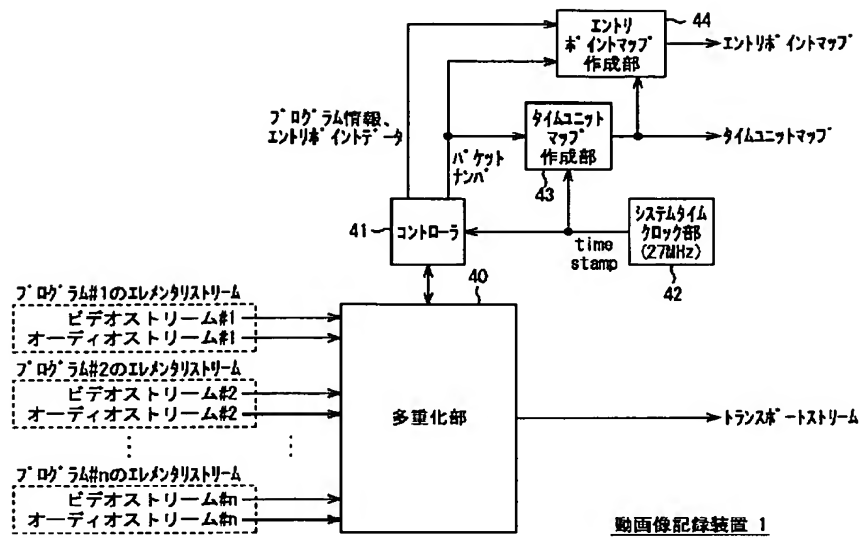 44
エントリ
ポイントマップ
作成部
エントリポイントマップ
プログラム情報、
エントリポイントデータ
パケット
ナンバ
タイムユニット
マップ
作成部
43
タイムユニットマップ
41
コントローラ
time
stamp
システムタイム
クロック部
(27MHz)
42
40
プログラム#1のエレメンタリストリーム
ビデオストリーム#1
オーディオストリーム#1
プログラム#2のエレメンタリストリーム
ビデオストリーム#2
オーディオストリーム#2
多重化部
トランスポートストリーム
プログラム#nのエレメンタリストリーム
ビデオストリーム#n
オーディオストリーム#n
動画像記録装置 1